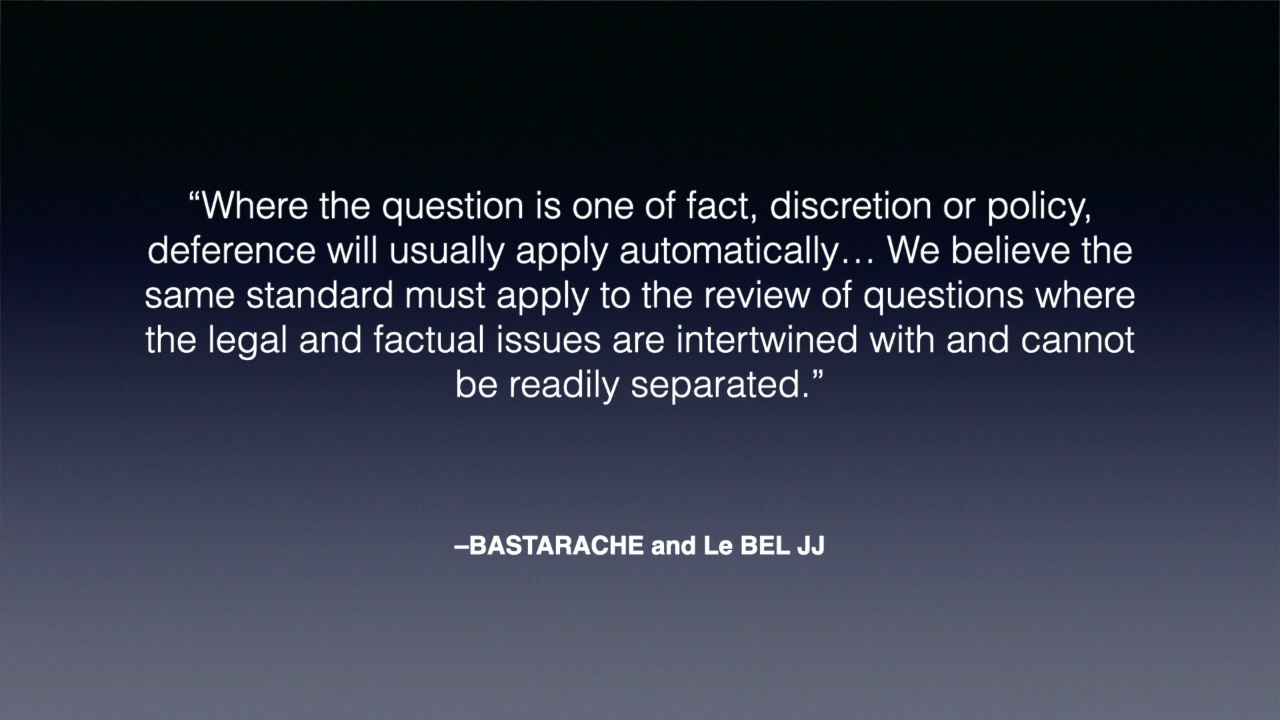 “Where the question is one of fact, discretion or policy,
deference will usually apply automatically… We believe the
same standard must apply to the review of questions where
the legal and factual issues are intertwined with and cannot
be readily separated.”
–BASTARACHE and Le BEL JJ